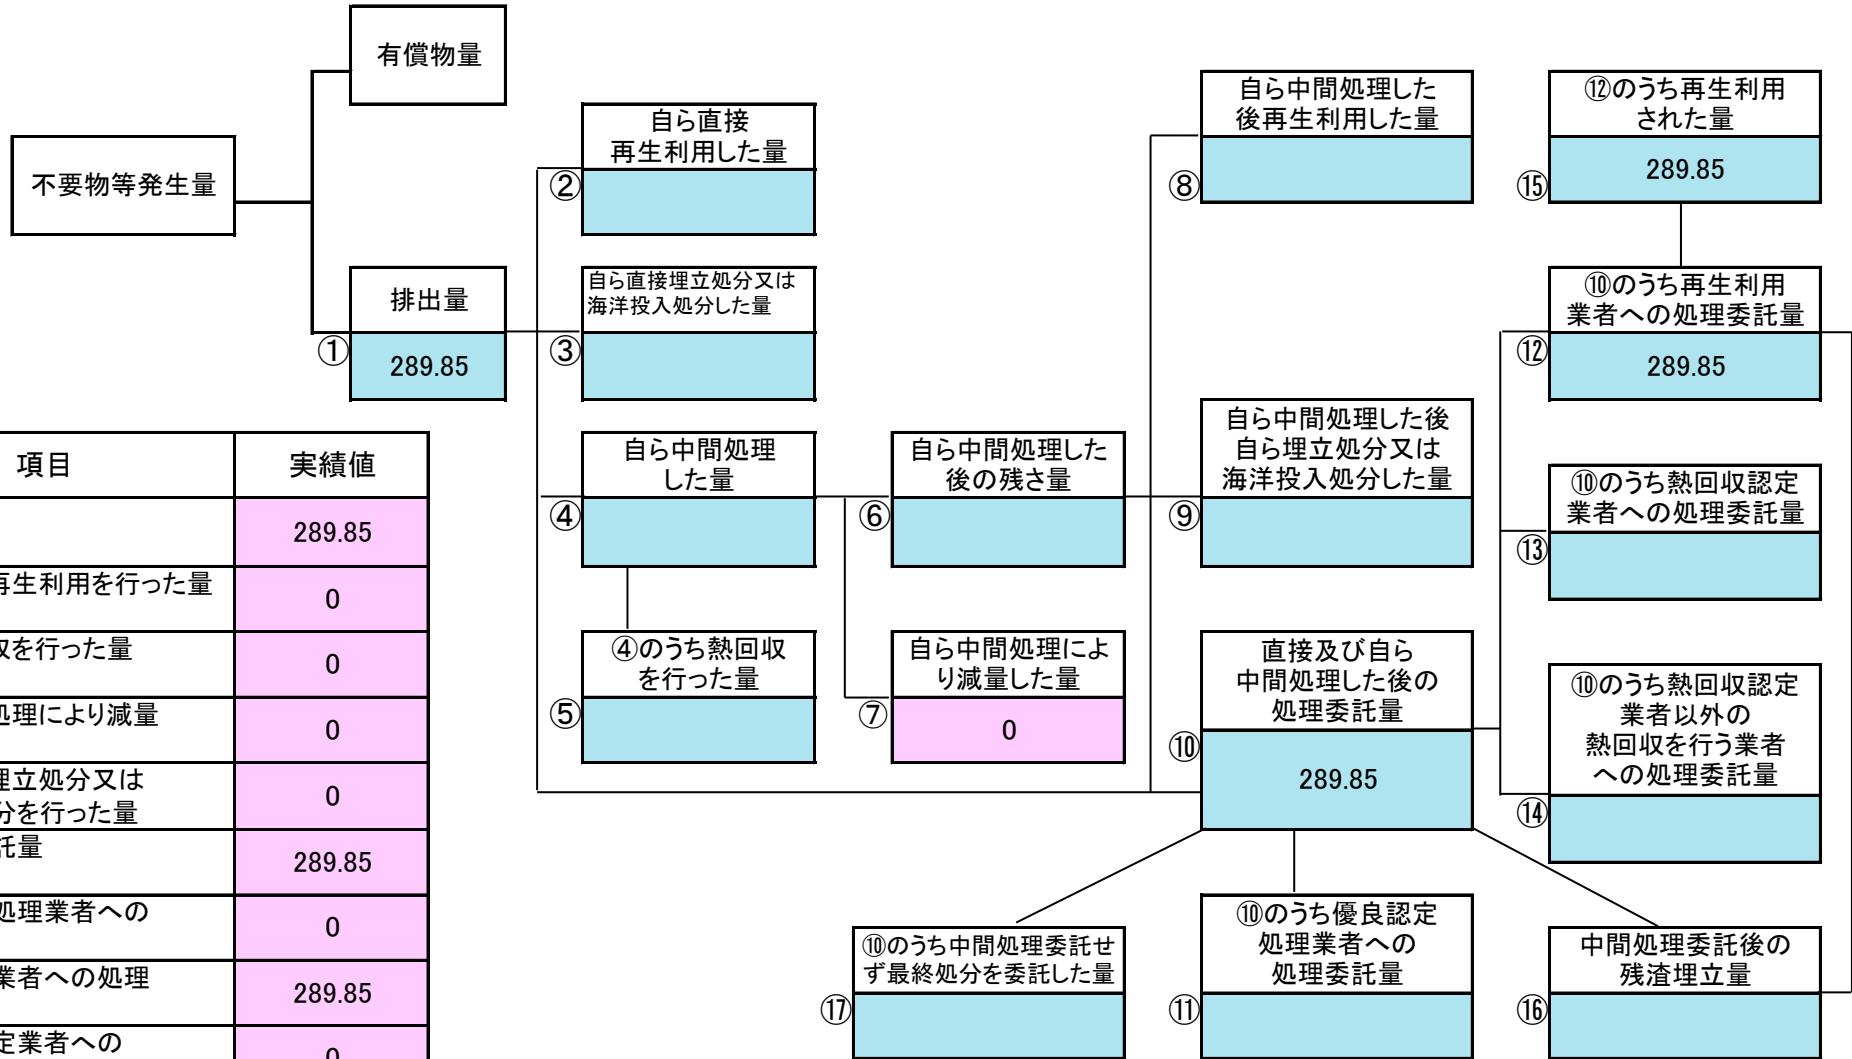 有償物量
不要物等発生量
排出量
①
289.85
自ら直接
再生利用した量
②
自ら直接埋立処分又は
海洋投入処分した量
③
自ら中間処理
した量
④
④のうち熱回収
を行った量
⑤
自ら中間処理した
後の残さ量
⑥
自ら中間処理によ
り減量した量
⑦
0
自ら中間処理した
後再生利用した量
⑧
自ら中間処理した後
自ら埋立処分又は
海洋投入処分した量
⑨
直接及び自ら
中間処理した後の
処理委託量
⑩
289.85
⑫のうち再生利用
された量
⑮
289.85
⑩のうち再生利用
業者への処理委託量
⑫
289.85
⑩のうち熱回収認定
業者への処理委託量
⑬
⑩のうち熱回収認定
業者以外の
熱回収を行う業者
への処理委託量
⑭
⑩のうち中間処理委託せ
ず最終処分を委託した量
⑰
⑩のうち優良認定
処理業者への
処理委託量
⑪
中間処理委託後の
残渣埋立量
⑯
項目 実績値
289.85
再生利用を行った量 0
収を行った量 0
処理により減量 0
埋立処分又は
分を行った量 0
託量 289.85
処理業者への 0
業者への処理 289.85
定業者への 0